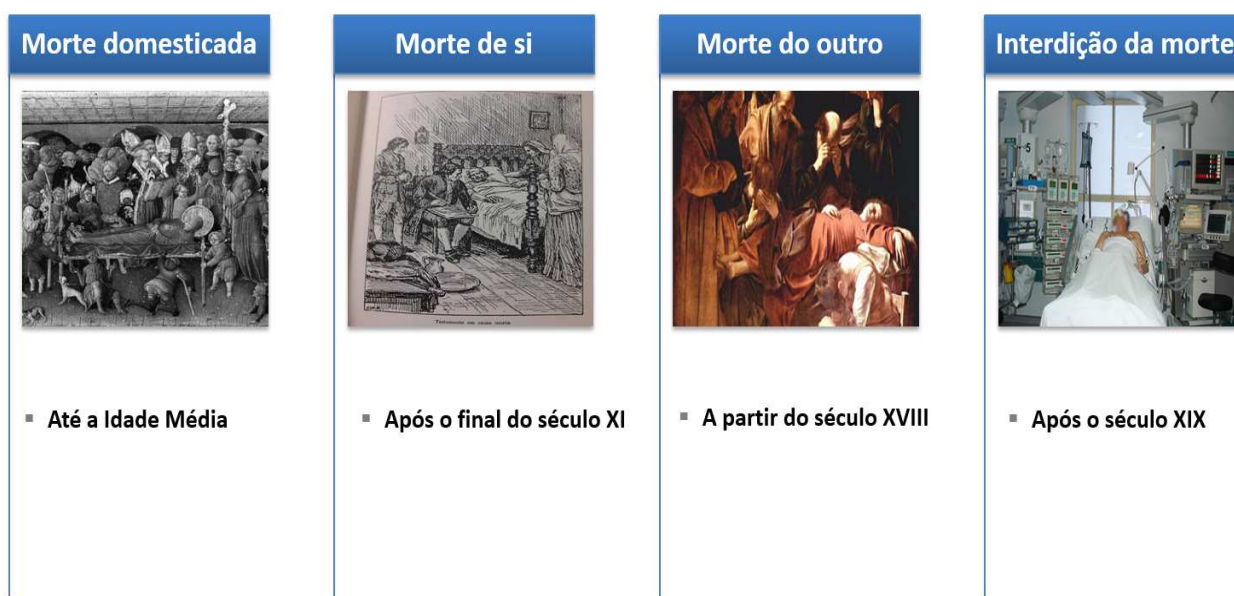 Morte domesticada
Morte de si
Morte do outro
Interdição da morte
▪ Até a Idade Média
▪ Após o final do século XI
▪ A partir do século XVIII
▪ Após o século XIX
5